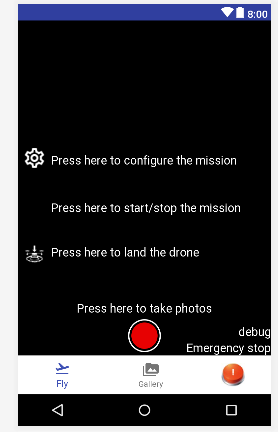 8:00
Press here to configure the mission
Press here to start/stop the mission
Press here to land the drone
Press here to take photos
debug
Emergency stop
Fly
Gallery